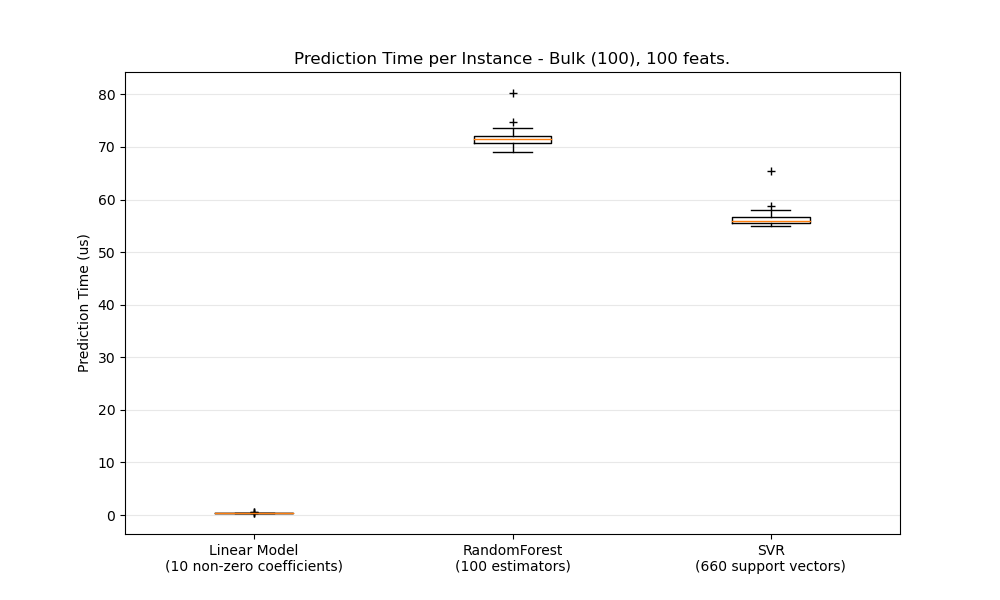 Prediction Time per Instance - Bulk (100), 100 feats.
80
70
60
50
40
30
20
10
0
Prediction Time (us)
Linear Model
(10 non-zero coefficients)
RandomForest
(100 estimators)
SVR
(660 support vectors)